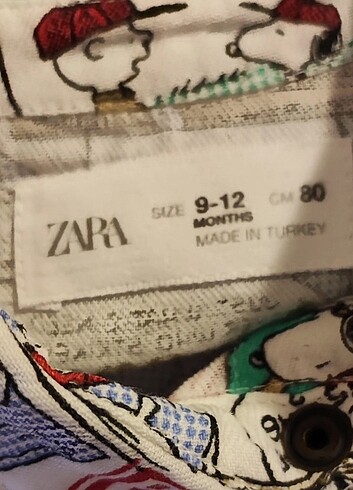 ZARA
SIZE 9-12 CM 80
MONTHS
MADE IN TURKEY